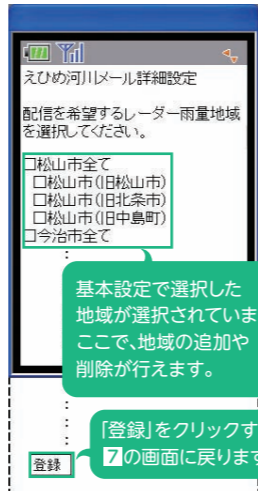 えひめ河川メール詳細設定
配信を希望するレーダー雨量地域
を選択してください。
□松山市全て
□松山市(旧松山市)
□松山市(旧北条市)
□松山市(旧中島町)
□今治市全て
:
基本設定で選択した
地域が選択されていま
ここで、地域の追加や
削除が行えます。
:
:
:
「登録」をクリックす
7の画面に戻ります
登録